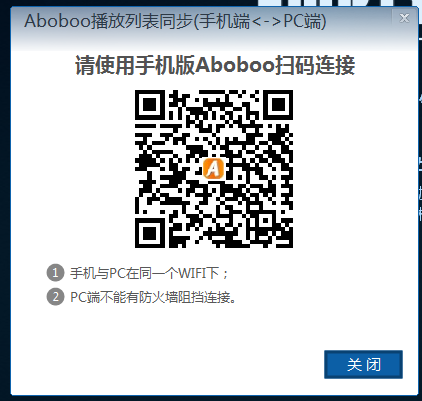 Aboboo播放列表同步(手机端<->PC端)
请使用手机版Aboboo扫码连接
A
1 手机与PC在同一个WIFI下；
2 PC端不能有防火墙阻挡连接。
关 闭